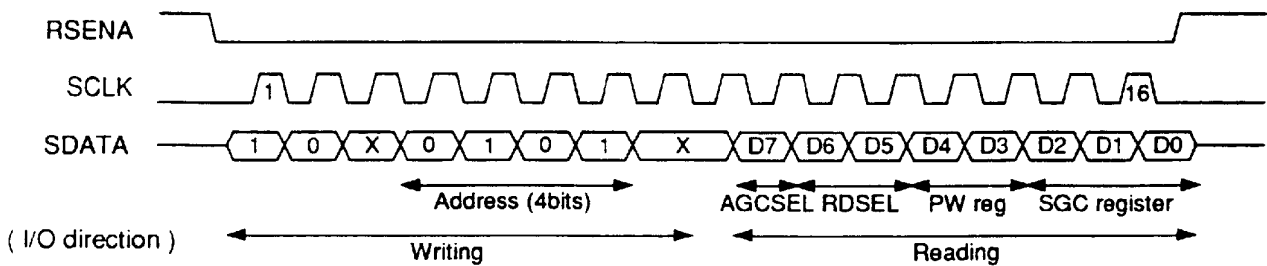 RSENA
SCLK 1 16
SDATA 1 0 X 0 1 0 1 X D7 D6 D5 D4 D3 D2 D1 D0
Address (4bits) AGCSEL RDSEL PW reg SGC register
( I/O direction ) Writing Reading